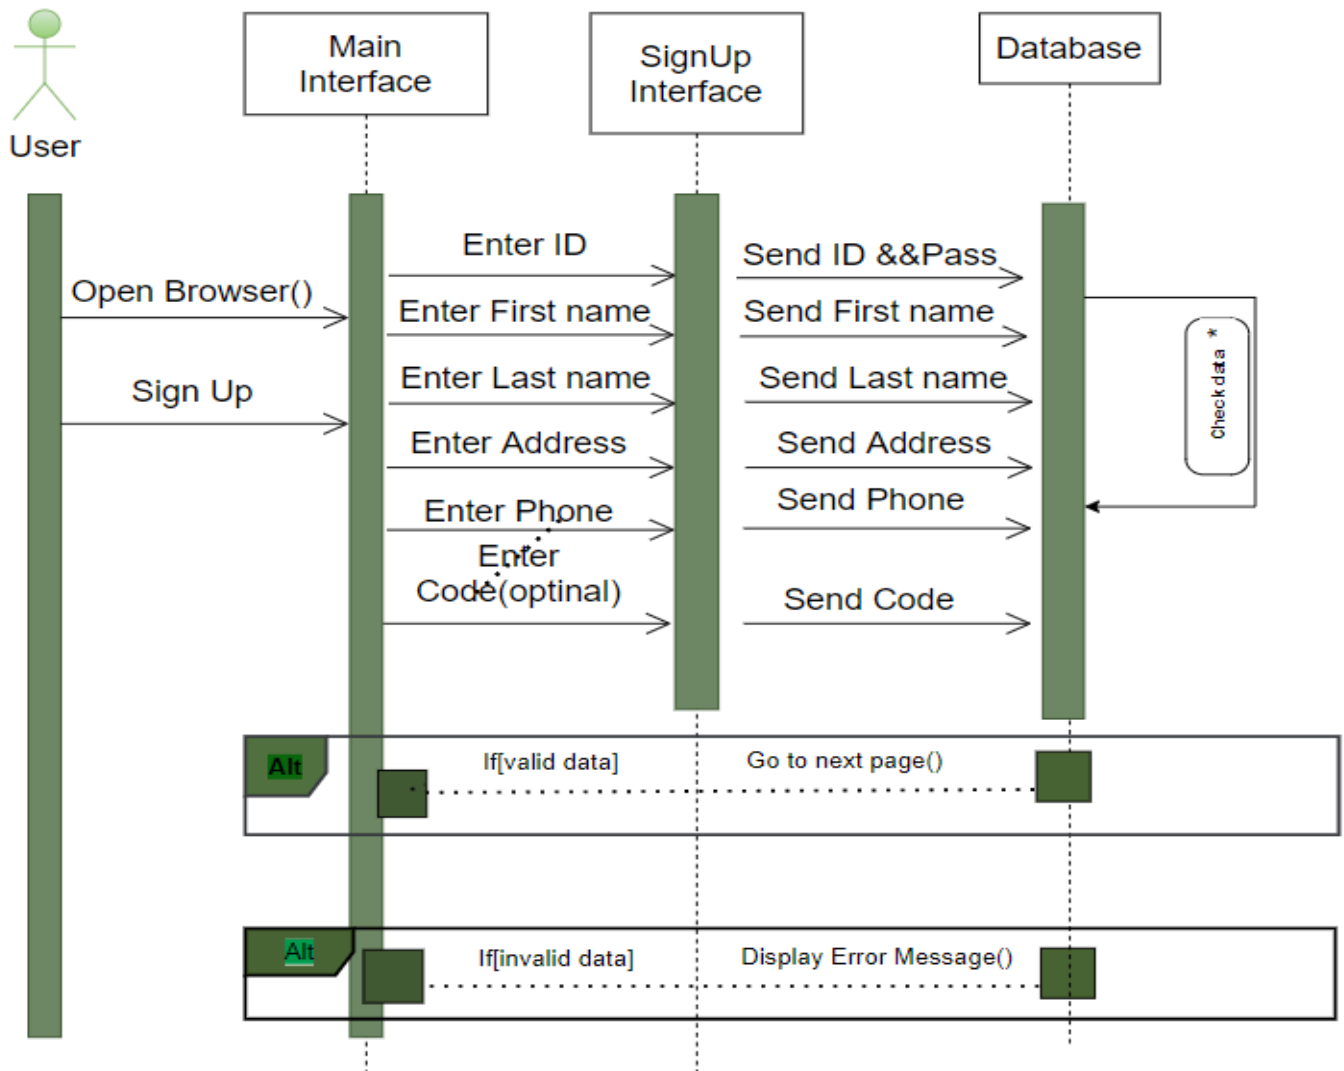 User
Main
Interface
SignUp
Interface
Database
Enter ID
Send ID &&Pass
Open Browser()
Enter First name
Send First name
Check data *
Sign Up
Enter Last name
Send Last name
Enter Address
Send Address
Enter Phone
Send Phone
Enter
Code(optinal)
Send Code
Alt
If[valid data]
Go to next page()
Alt
If[invalid data]
Display Error Message()